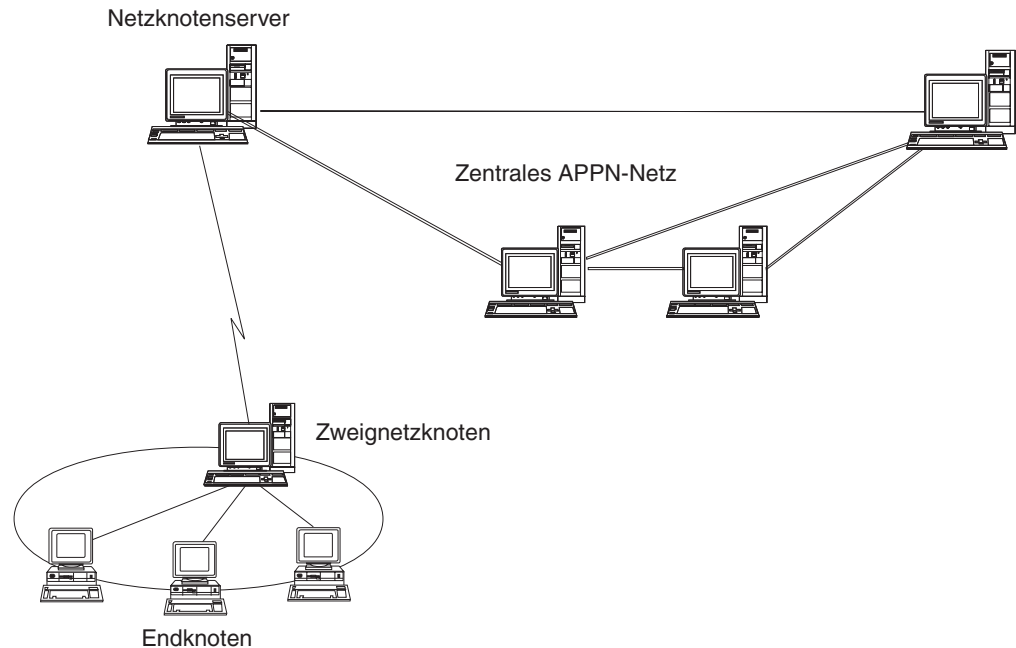 Netzknotenserver
Zentrales APPN-Netz
Zweignetzknoten
Endknoten